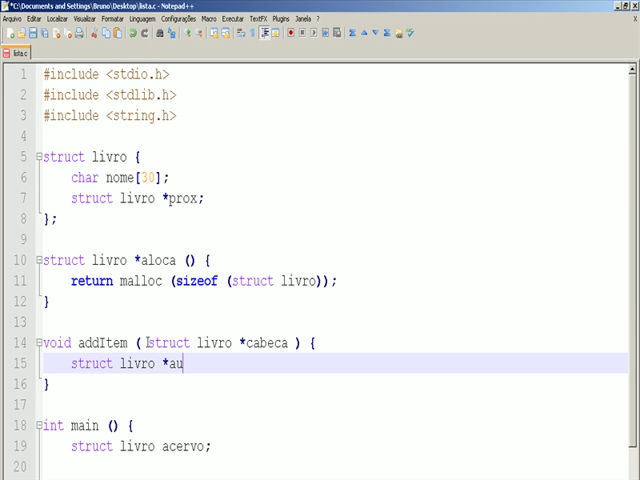 *C:\Documents and Settings\Bruno\Desktop\lista.c - Notepad++
Arquivo Editar Localizar Visualizar Formatar Linguagem Configurações Macro Executar TextFX Plugins Janela ?
X
lista.c
1 #include <stdio.h>
2 #include <stdlib.h>
3 #include <string.h>
4
5 struct livro {
6 char nome[30];
7 struct livro *prox;
8 };
9
10 struct livro *aloca () {
11 return malloc (sizeof (struct livro));
12 }
13
14 void addItem ( struct livro *cabeca ) {
15 struct livro *au
16 }
17
18 int main () {
19 struct livro acervo;
20